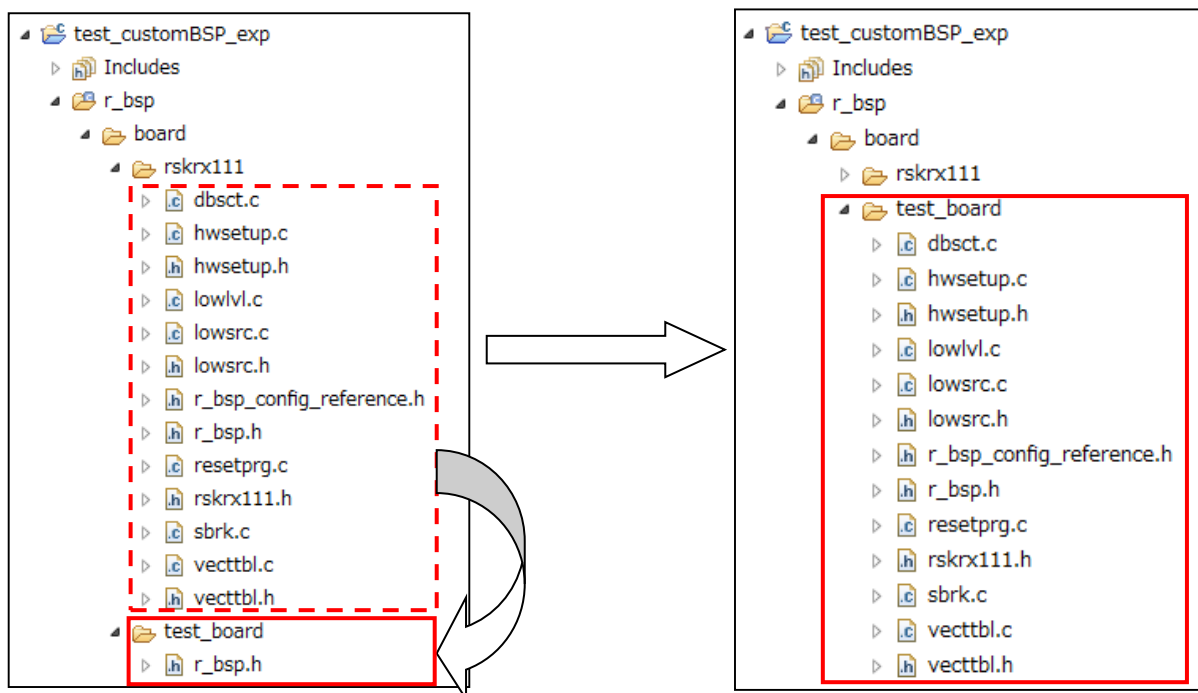 test_customBSP_exp
Includes
r_bsp
board
rskrx111
dbsct.c
hwsetup.c
hwsetup.h
lowlvl.c
lowsrc.c
lowsrc.h
r_bsp_config_reference.h
r_bsp.h
resetprg.c
rskrx111.h
sbrk.c
vecttbl.c
vecttbl.h
test_board
r_bsp.h
test_customBSP_exp
Includes
r_bsp
board
rskrx111
test_board
dbsct.c
hwsetup.c
hwsetup.h
lowlvl.c
lowsrc.c
lowsrc.h
r_bsp_config_reference.h
r_bsp.h
resetprg.c
rskrx111.h
sbrk.c
vecttbl.c
vecttbl.h